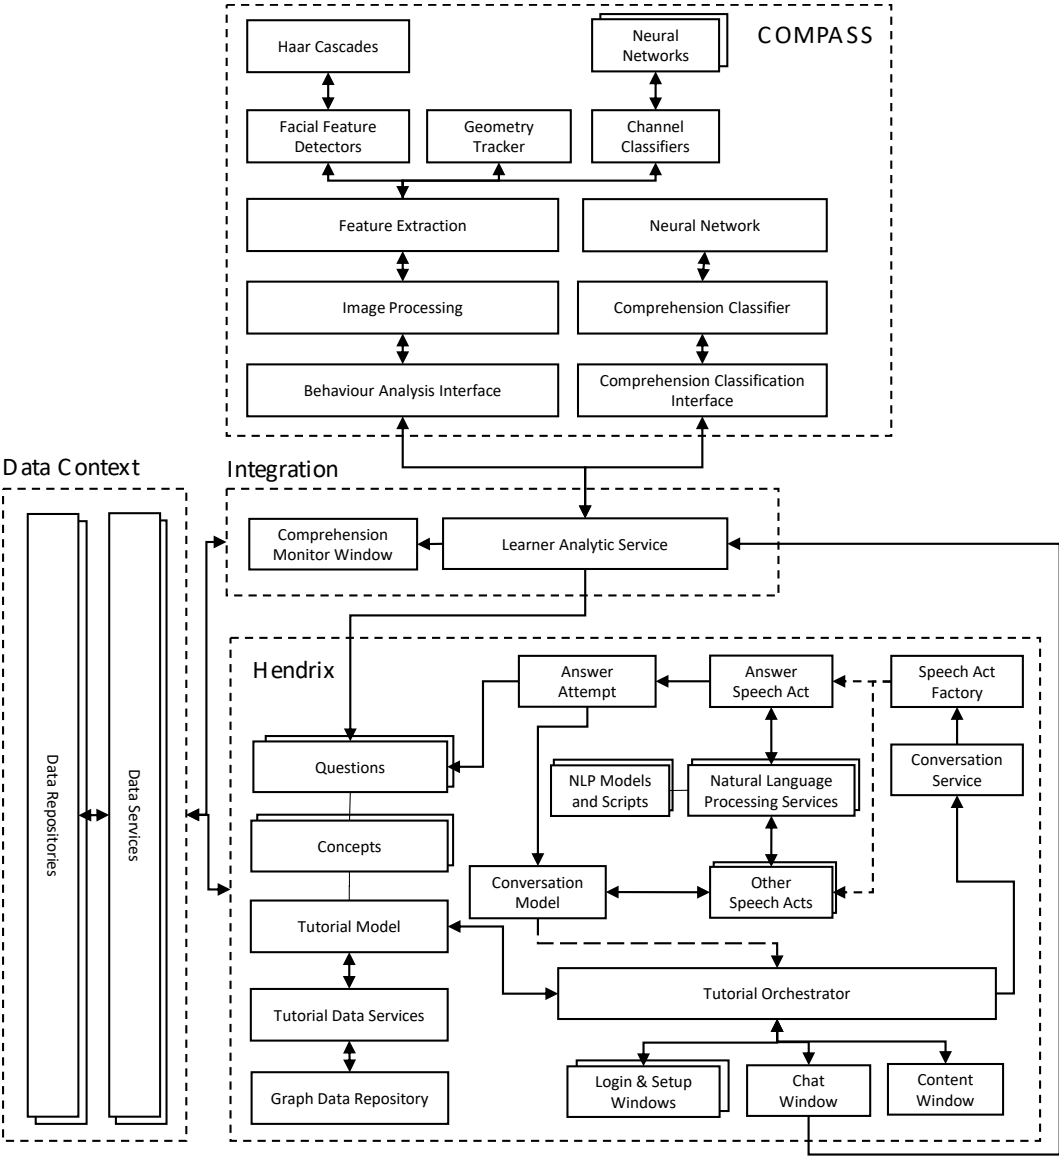 COMPASS
Haar Cascades
Neural
Networks
Facial Feature
Detectors
Geometry
Tracker
Channel
Classifiers
Feature Extraction
Neural Network
Image Processing
Comprehension Classifier
Behaviour Analysis Interface
Comprehension Classification
Interface
Data Context
Integration
Comprehension
Monitor Window
Learner Analytic Service
Data Repositories
Data Services
Hendrix
Answer
Attempt
Answer
Speech Act
Speech Act
Factory
Questions
NLP Models
and Scripts
Natural Language
Processing Services
Conversation
Service
Concepts
Conversation
Model
Other
Speech Acts
Tutorial Model
Tutorial Orchestrator
Tutorial Data Services
Graph Data Repository
Login & Setup
Windows
Chat
Window
Content
Window